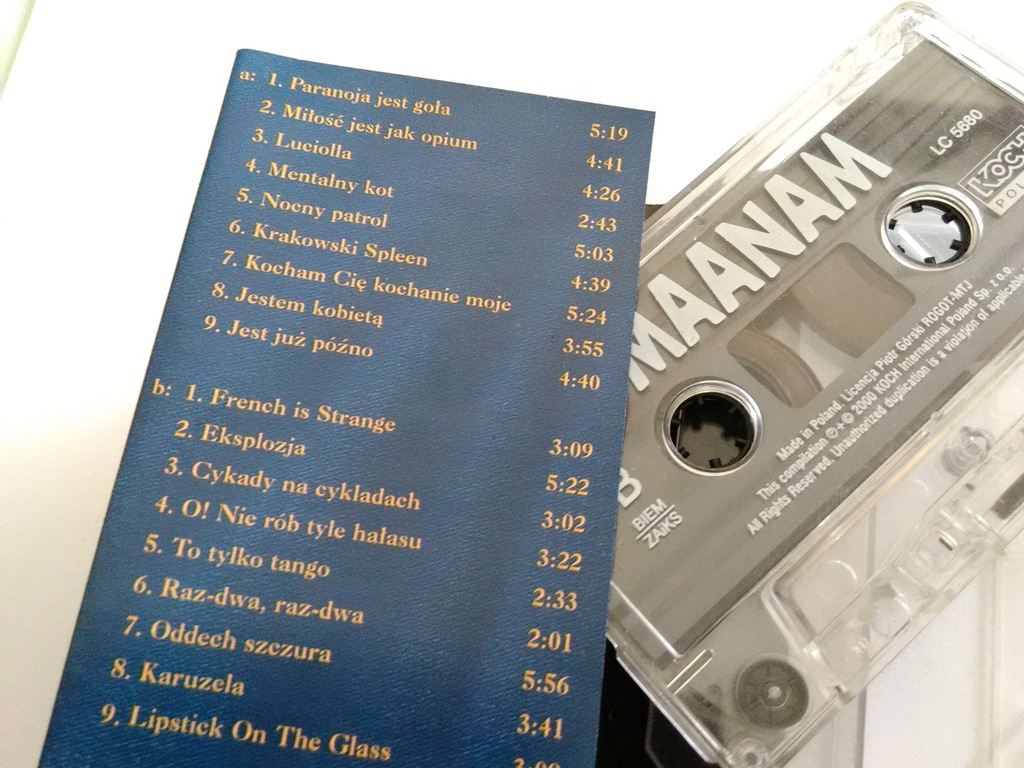 a: 1. Paranoja jest goła 5:19
2. Miłość jest jak opium 4:41
3. Luciolla 4:26
4. Mentalny kot 2:43
5. Nocny patrol 5:03
6. Krakowski Spleen 4:39
7. Kocham Cię kochanie moje 5:24
8. Jestem kobietą 3:55
9. Jest już późno 4:40
b: 1. French is Strange 3:09
2. Eksplozja 5:22
3. Cykady na cykladach 3:02
4. O! Nie rób tyle hałasu 3:22
5. To tylko tango 2:33
6. Raz-dwa, raz-dwa 2:01
7. Oddech szczura 5:56
8. Karuzela 3:41
9. Lipstick On The Glass
MAANAM
LC 5680
KOCH
B
BIEM
ZAiKS
Made in Poland. Licencja Piotr Górski ROGOT-MTJ
This compilation ℗+© 2000 KOCH International Poland Sp. z o.o.
All Rights Reserved. Unauthorized duplication is a violation of applicable